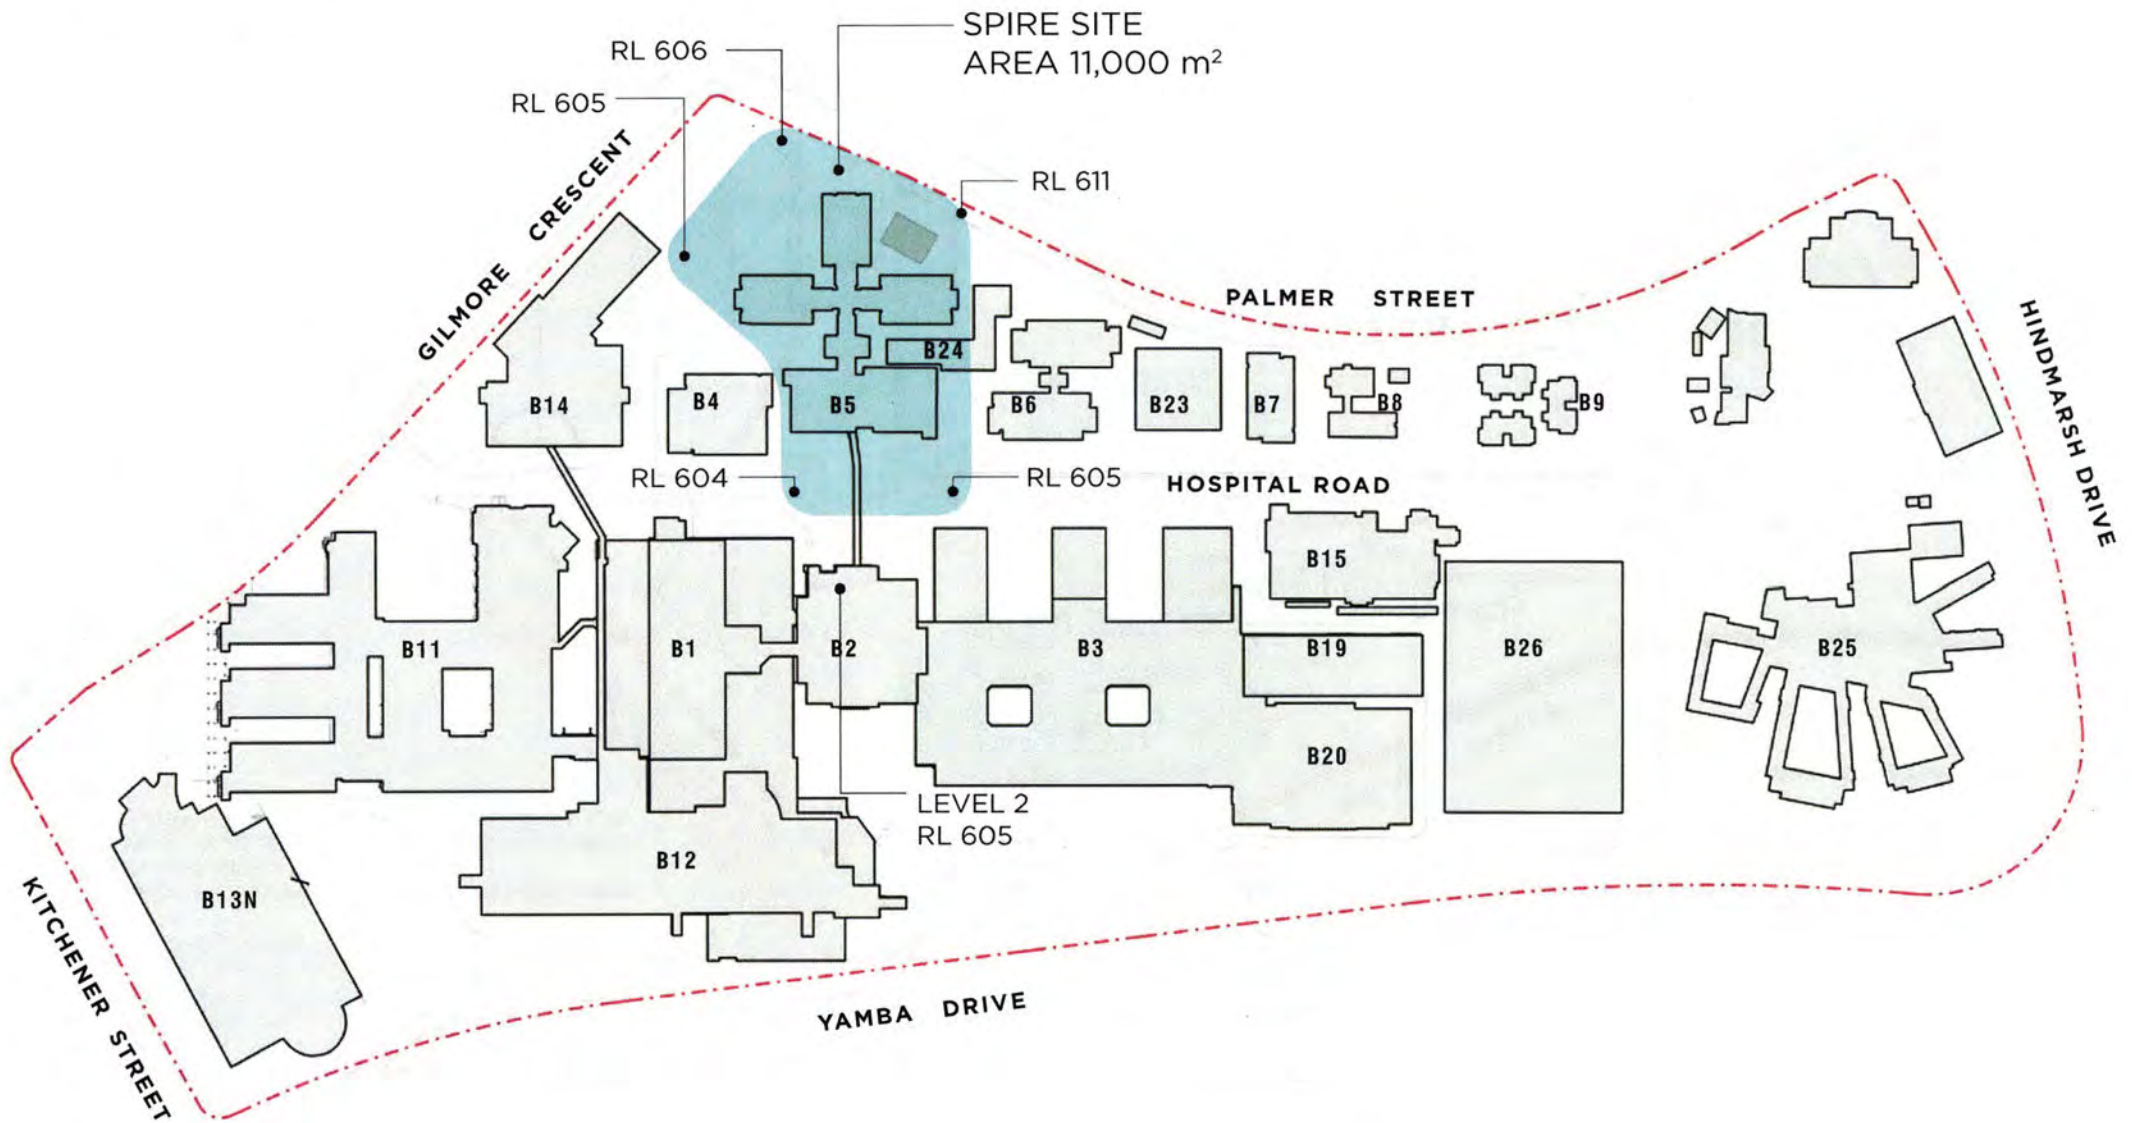 SPIRE SITE
AREA 11,000 m²
RL 606
RL 605
RL 611
GILMORE CRESCENT
PALMER STREET
HINDMARSH DRIVE
B24
B14
B4
B5
B6
B23
B7
B8
B9
RL 604
RL 605
HOSPITAL ROAD
B15
B11
B1
B2
B3
B19
B26
B25
B20
LEVEL 2
RL 605
B12
B13N
KITCHENER STREET
YAMBA DRIVE